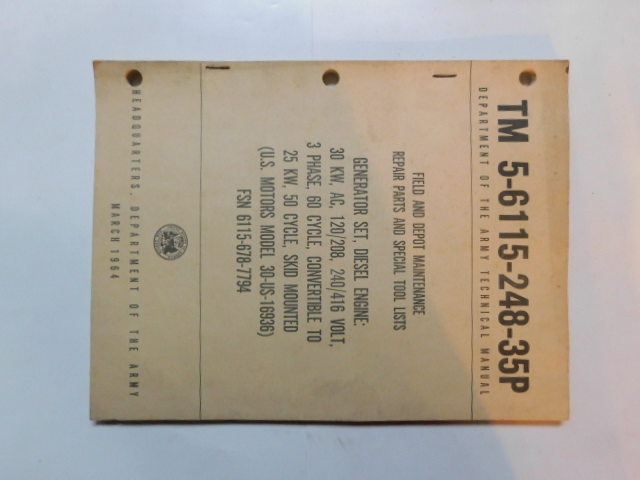 TM 5-6115-248-35P
DEPARTMENT OF THE ARMY TECHNICAL MANUAL
FIELD AND DEPOT MAINTENANCE
REPAIR PARTS AND SPECIAL TOOL LISTS
GENERATOR SET, DIESEL ENGINE:
30 KW, AC, 120/208, 240/416 VOLT,
3 PHASE, 60 CYCLE, CONVERTIBLE TO
25 KW, 50 CYCLE, SKID MOUNTED
(U.S. MOTORS MODEL 30-US-16936)
FSN 6115-678-7794
HEADQUARTERS, DEPARTMENT OF THE ARMY
MARCH 1964